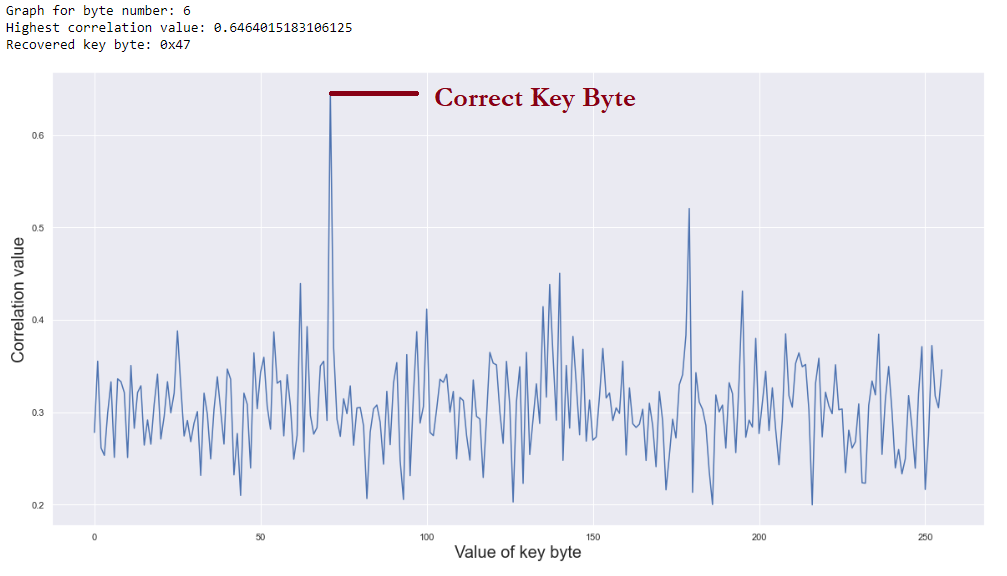 Graph for byte number: 6
Highest correlation value: 0.6464015183106125
Recovered key byte: 0x47
Correct Key Byte
0.6
0.5
0.4
0.3
0.2
Correlation value
0
50
100
150
200
250
Value of key byte